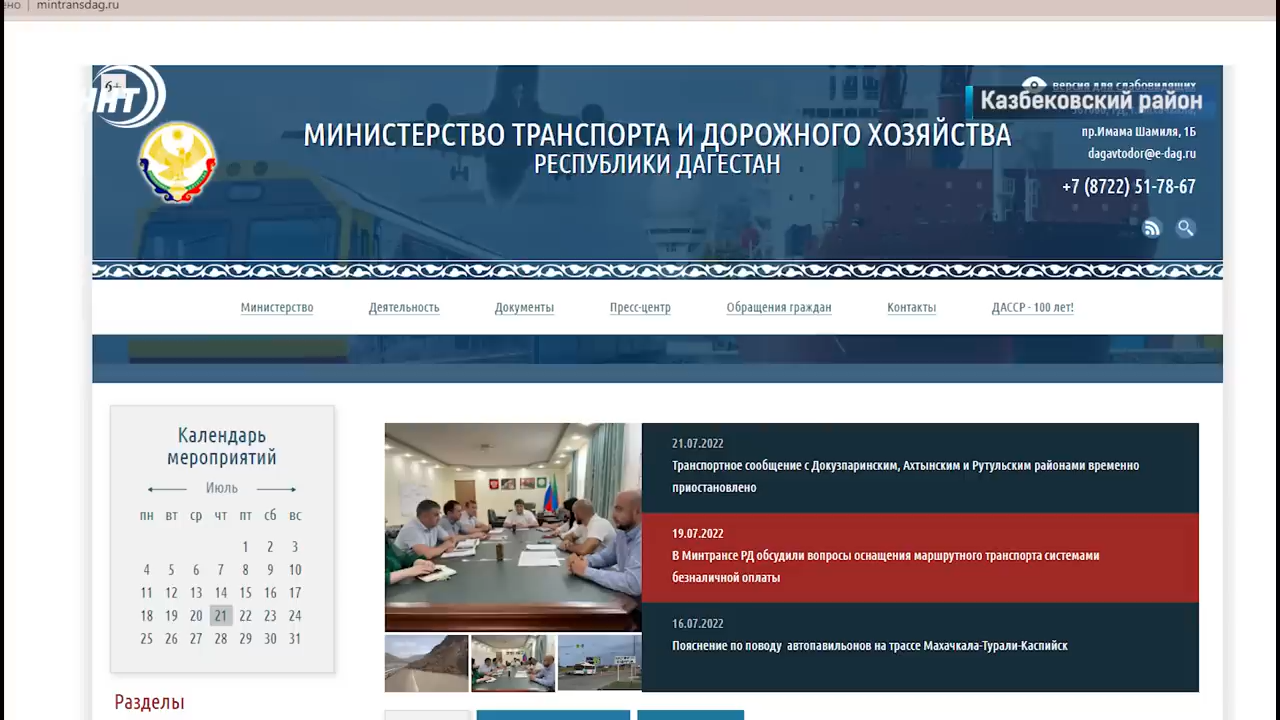 mintransdag.ru
6+
ННТ
версия для слабовидящих
Казбековский район
МИНИСТЕРСТВО ТРАНСПОРТА И ДОРОЖНОГО ХОЗЯЙСТВА
РЕСПУБЛИКИ ДАГЕСТАН
пр.Имама Шамиля, 1Б
dagavtodor@e-dag.ru
+7 (8722) 51-78-67
Министерство Деятельность Документы Пресс-центр Обращения граждан Контакты ДАССР - 100 лет!
Календарь
мероприятий
Июль
пн вт ср чт пт сб вс
1 2 3
4 5 6 7 8 9 10
11 12 13 14 15 16 17
18 19 20 21 22 23 24
25 26 27 28 29 30 31
Разделы
21.07.2022
Транспортное сообщение с Докузпаринским, Ахтынским и Рутульским районами временно
приостановлено
19.07.2022
В Минтрансе РД обсудили вопросы оснащения маршрутного транспорта системами
безналичной оплаты
16.07.2022
Пояснение по поводу автопавильонов на трассе Махачкала-Турали-Каспийск